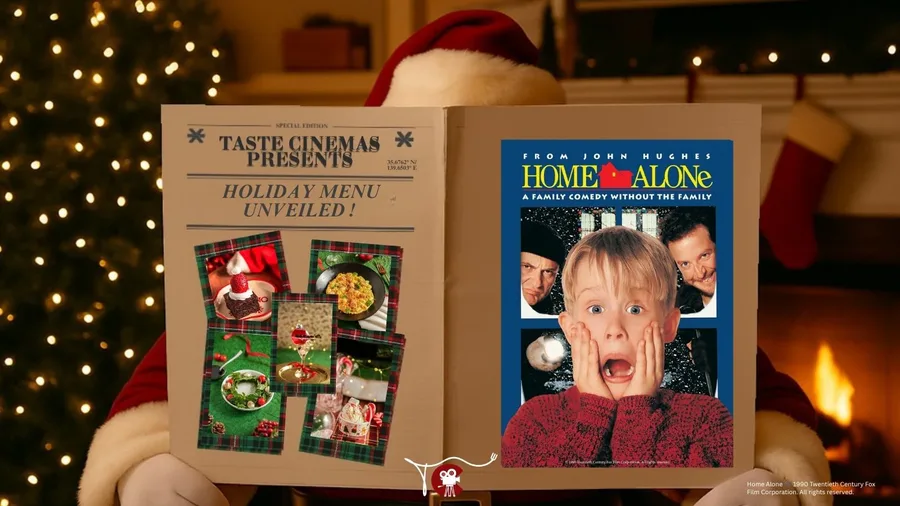 SPECIAL EDITION
TASTE CINEMAS
PRESENTS
35.6762° N/
139.6503° E
HOLIDAY MENU
UNVEILED !
FROM JOHN HUGHES
HOME ALONe
A FAMILY COMEDY WITHOUT THE FAMILY
Home Alone 1990 Twentieth Century Fox
Film Corporation. All rights reserved.